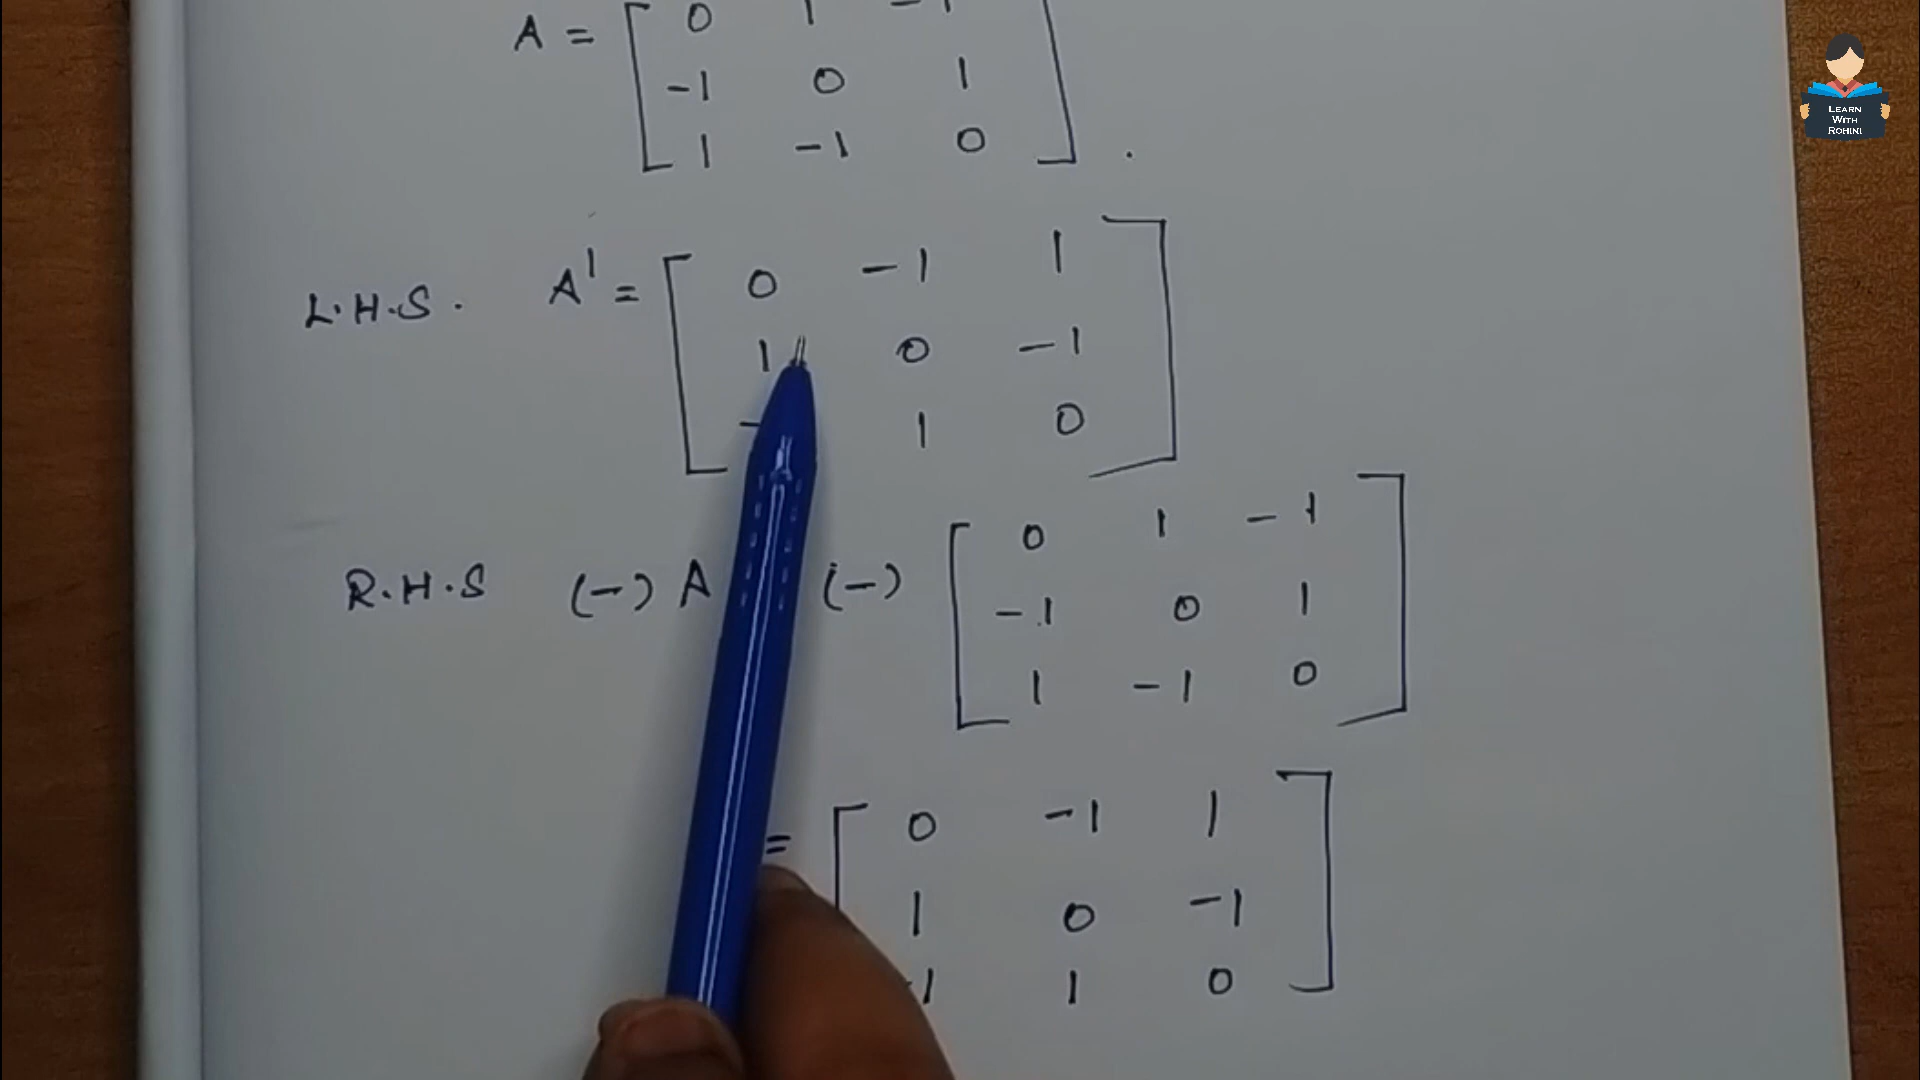 A = [ 0 1 -1
-1 0 1
1 -1 0 ] .
L.H.S. A' = [ 0 -1 1
1 0 -1
- 1 0 ]
R.H.S (-) A (-) [ 0 1 -1
-1 0 1
1 -1 0 ]
= [ 0 -1 1
1 0 -1
-1 1 0 ]
LEARN
WITH
ROHINI